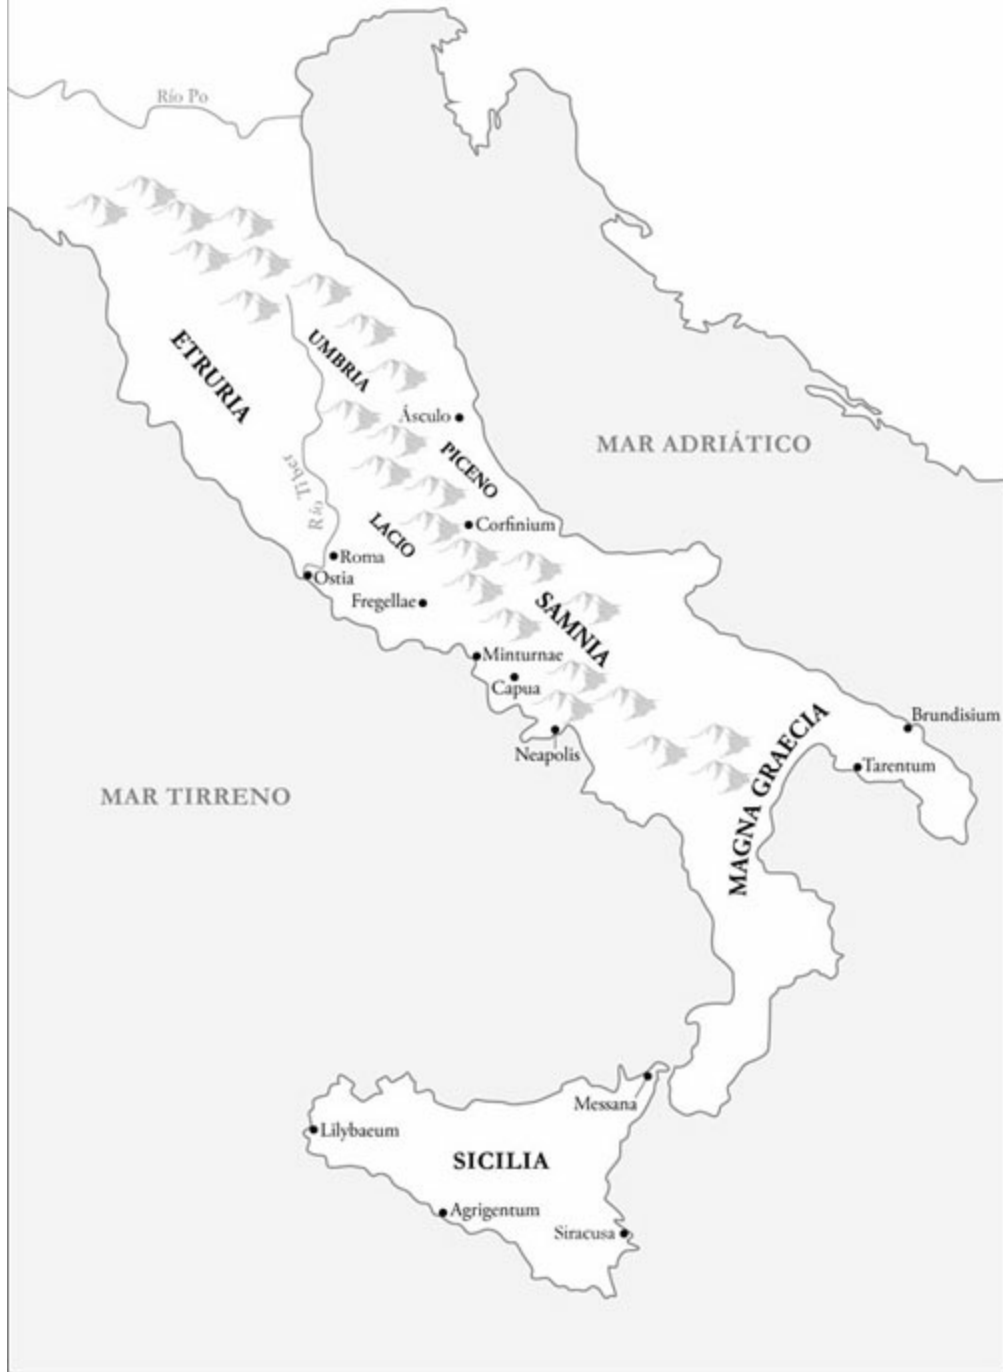 Río Po
ETRURIA
UMBRIA
Ásculo
MAR ADRIÁTICO
PICENO
Río Tíber
LACIO
Corfinium
Roma
Ostia
Fregellae
SAMNIA
Minturnae
Capua
Brundisium
Neapolis
Tarentum
MAGNA GRAECIA
MAR TIRRENO
Messana
Lilybaeum
SICILIA
Agrigentum
Siracusa